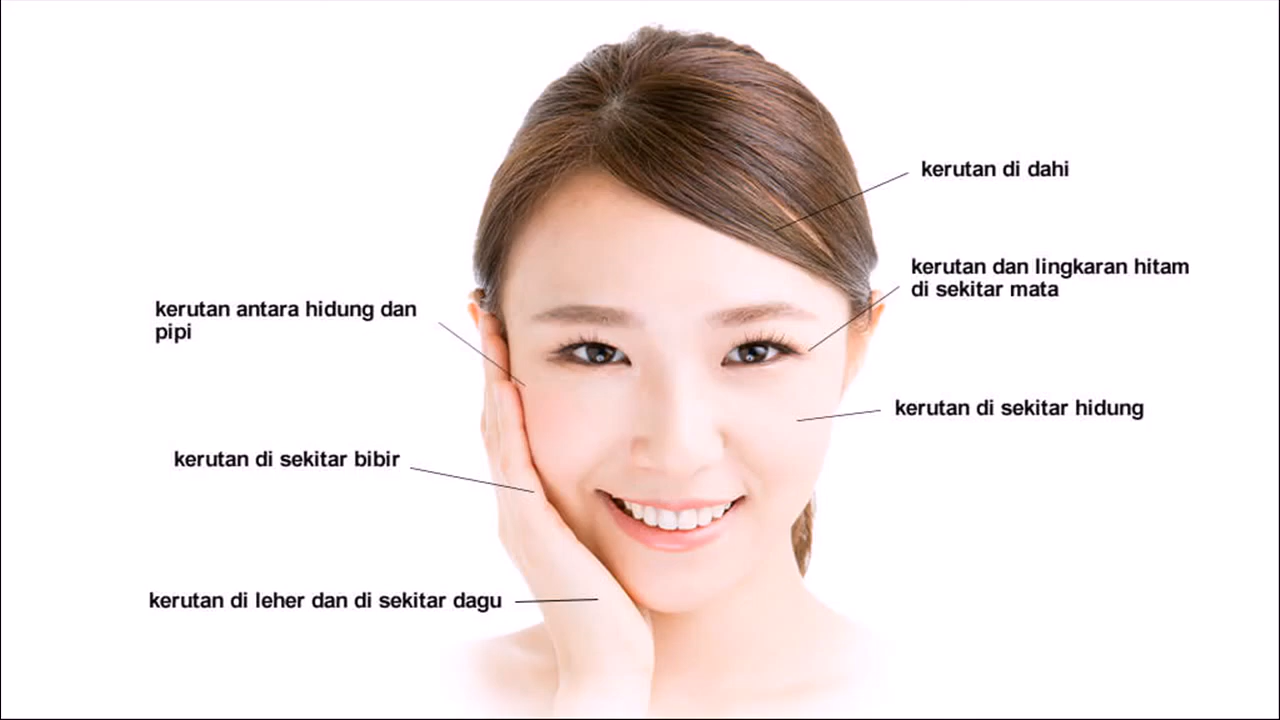 kerutan di dahi
kerutan dan lingkaran hitam
di sekitar mata
kerutan antara hidung dan
pipi
kerutan di sekitar hidung
kerutan di sekitar bibir
kerutan di leher dan di sekitar dagu